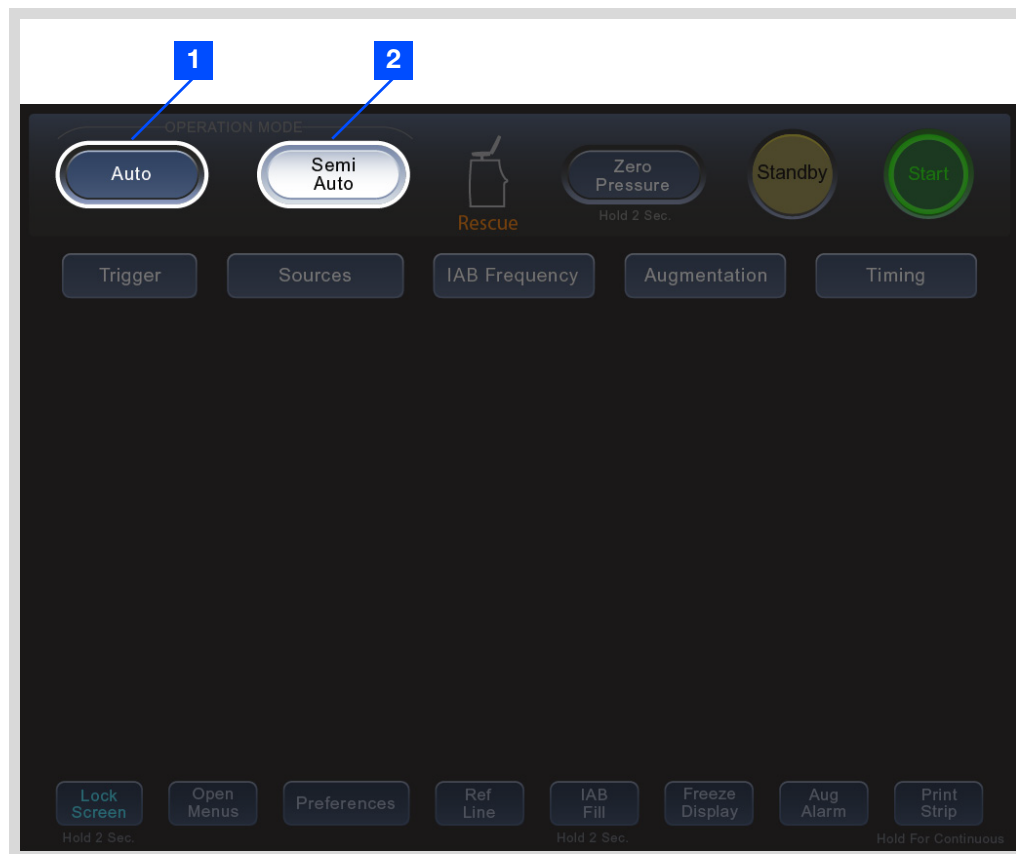 1
2
OPERATION MODE
Auto
Semi
Auto
Rescue
Zero
Pressure
Hold 2 Sec.
Standby
Start
Trigger
Sources
IAB Frequency
Augmentation
Timing
Lock
Screen
Hold 2 Sec.
Open
Menus
Preferences
Ref
Line
IAB
Fill
Hold 2 Sec.
Freeze
Display
Aug
Alarm
Print
Strip
Hold For Continuous